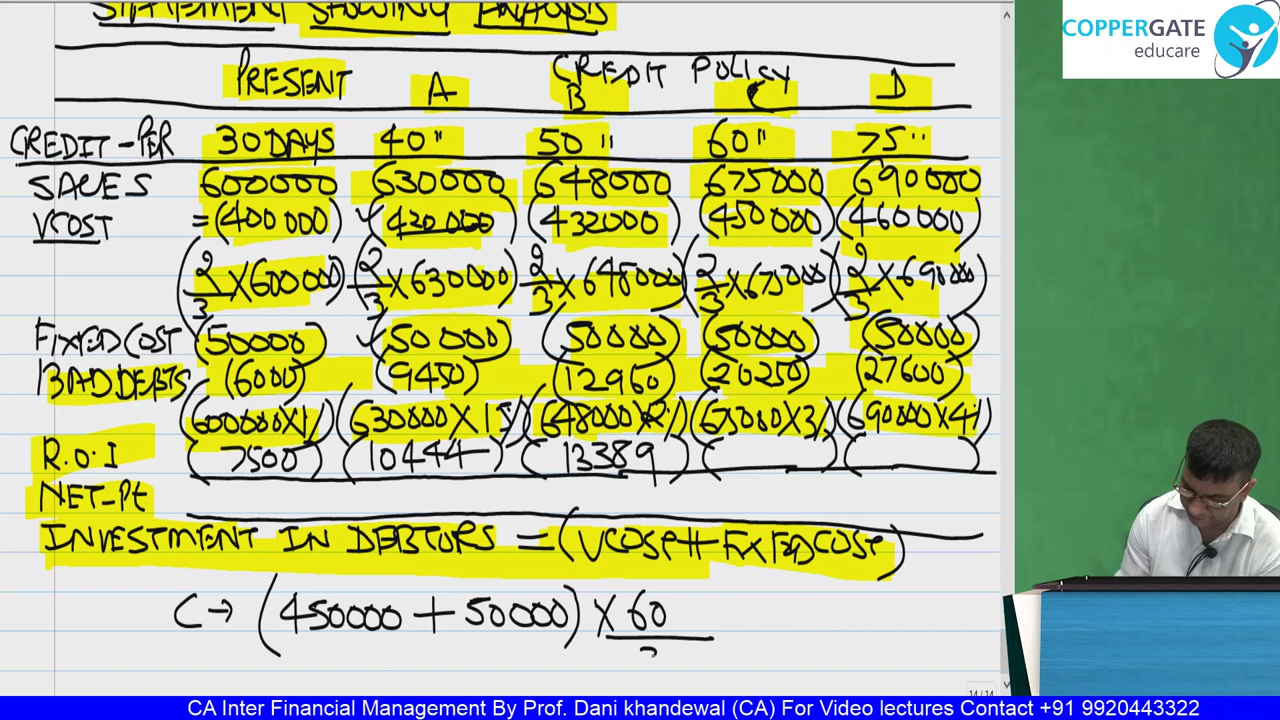 STATEMENT SHOWING ANALYSIS
COPPERGATE
educare
CREDIT POLICY
PRESENT A B C D
CREDIT-PER 30 DAYS 40" 50" 60" 75"
SALES 600000 630000 648000 675000 690000
VCOST =(400000) (420000) (432000) (450000) (460000)
(2/3 X 600000) (2/3 X 630000) (2/3 X 648000) (2/3 X 675000) (2/3 X 690000)
FIXED COST (50000) (50000) (50000) (50000) (50000)
BAD DEBTS (6000) (9450) (12960) (20250) (27600)
(600000X1%) (630000X1.5%) (648000X2%) (675000X3%) (690000X4%)
R.O.I (7500) (10444) (13389) ( ) ( )
NET-Pt
INVESTMENT IN DEBTORS = (VCOST + FIXED COST)
C → (450000 + 50000) X 60
14 / 14
CA Inter Financial Management By Prof. Dani khandewal (CA) For Video lectures Contact +91 9920443322